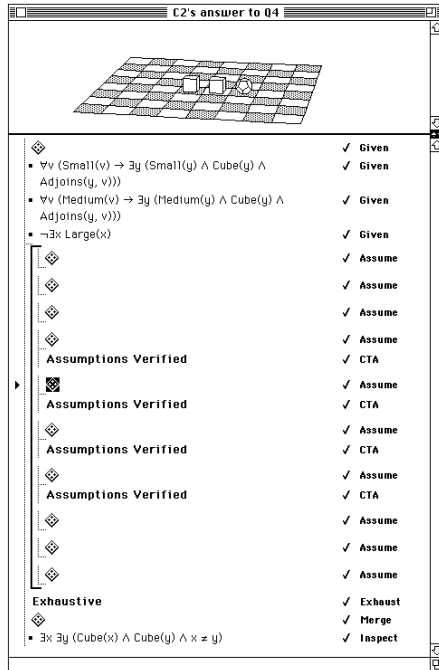 C2's answer to Q4
✓ Given
▪ ∀v (Small(v) → ∃y (Small(y) ∧ Cube(y) ∧ ✓ Given
Adjoins(y, v)))
▪ ∀v (Medium(v) → ∃y (Medium(y) ∧ Cube(y) ∧ ✓ Given
Adjoins(y, v)))
▪ ¬∃x Large(x) ✓ Given
✓ Assume
✓ Assume
✓ Assume
✓ Assume
Assumptions Verified ✓ CTA
✓ Assume
Assumptions Verified ✓ CTA
✓ Assume
Assumptions Verified ✓ CTA
✓ Assume
Assumptions Verified ✓ CTA
✓ Assume
✓ Assume
✓ Assume
Exhaustive ✓ Exhaust
✓ Merge
▪ ∃x ∃y (Cube(x) ∧ Cube(y) ∧ x ≠ y) ✓ Inspect